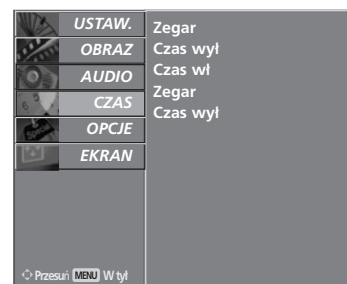 USTAW.
OBRAZ
AUDIO
CZAS
OPCJE
EKRAN
Zegar
Czas wył
Czas wł
Zegar
Czas wył
Przesuń MENU W tył